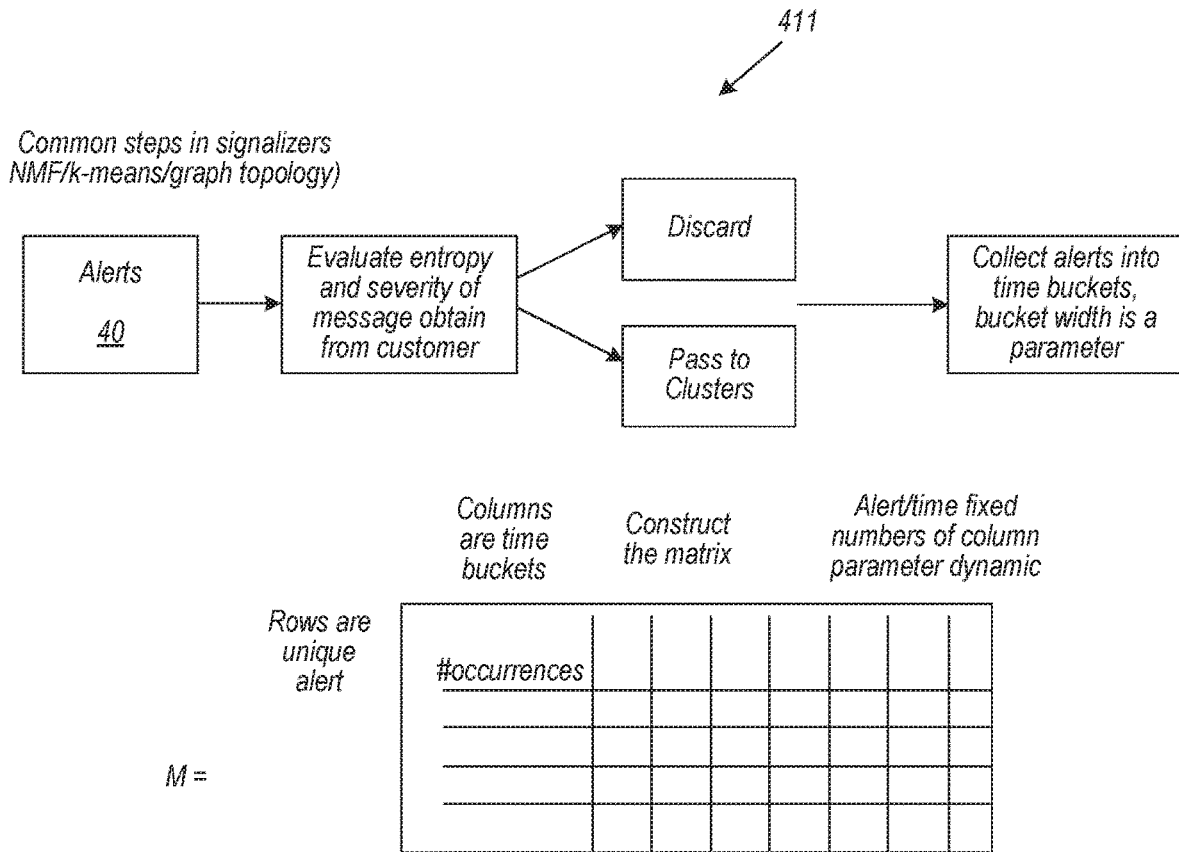 411
Common steps in signalizers
NMF/k-means/graph topology)
Alerts
40
Evaluate entropy
and severity of
message obtain
from customer
Discard
Pass to
Clusters
Collect alerts into
time buckets,
bucket width is a
parameter
Columns
are time
buckets
Construct
the matrix
Alert/time fixed
numbers of column
parameter dynamic
Rows are
unique
alert
#occurrences
M =